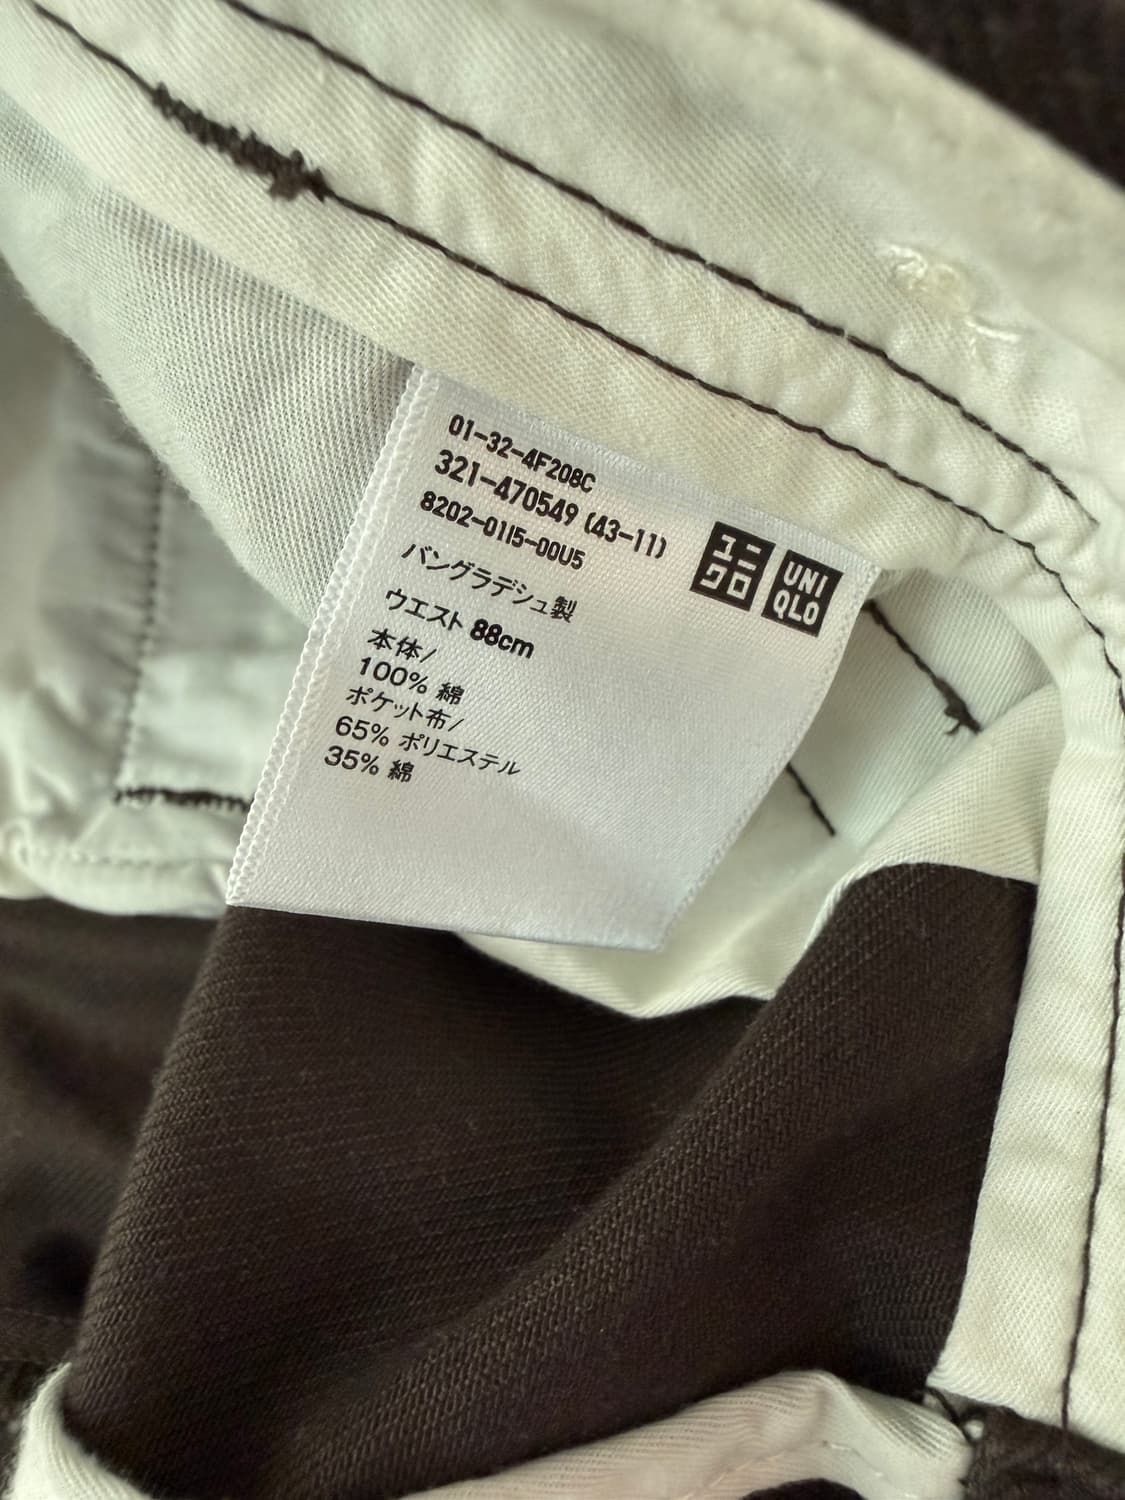 01-32-4F208C
321-470549 (43-11)
8202-0115-00U5
バングラデシュ製
ウエスト 88cm
本体/
100% 綿
ポケット布/
65% ポリエステル
35% 綿
ユニ
クロ
UNI
QLO